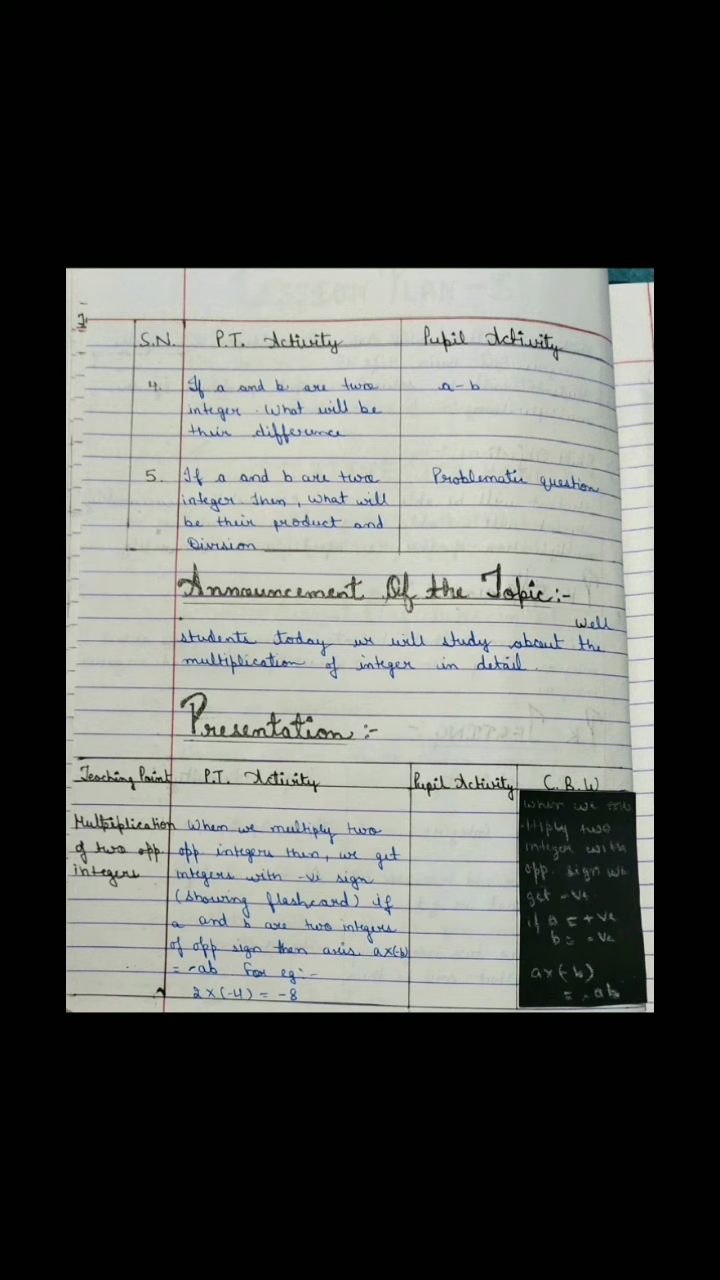 S.N. P.T. Activity Pupil Activity
4. If a and b are two a-b
integer. What will be
their difference
5. If a and b are two Problematic question
integer then, what will
be their product and
Division
Announcement Of the Topic:-
Well
students today we will study about the
multiplication of integer in detail.
Presentation:-
Teaching Point P.T. Activity Pupil Activity C.B.W
Multpiplication When we multiply two
of two opp opp integers then, we get
integers integers with -ve sign
(showing flashcard) if
a and b are two integers
of opp sign then axis. ax(-b)
= -ab For eg:-
2x(-4) = -8
When we mu
ltiply two
integer with
opp. sign we
get -ve.
if a = +ve
b = -ve
ax(-b)
= -ab